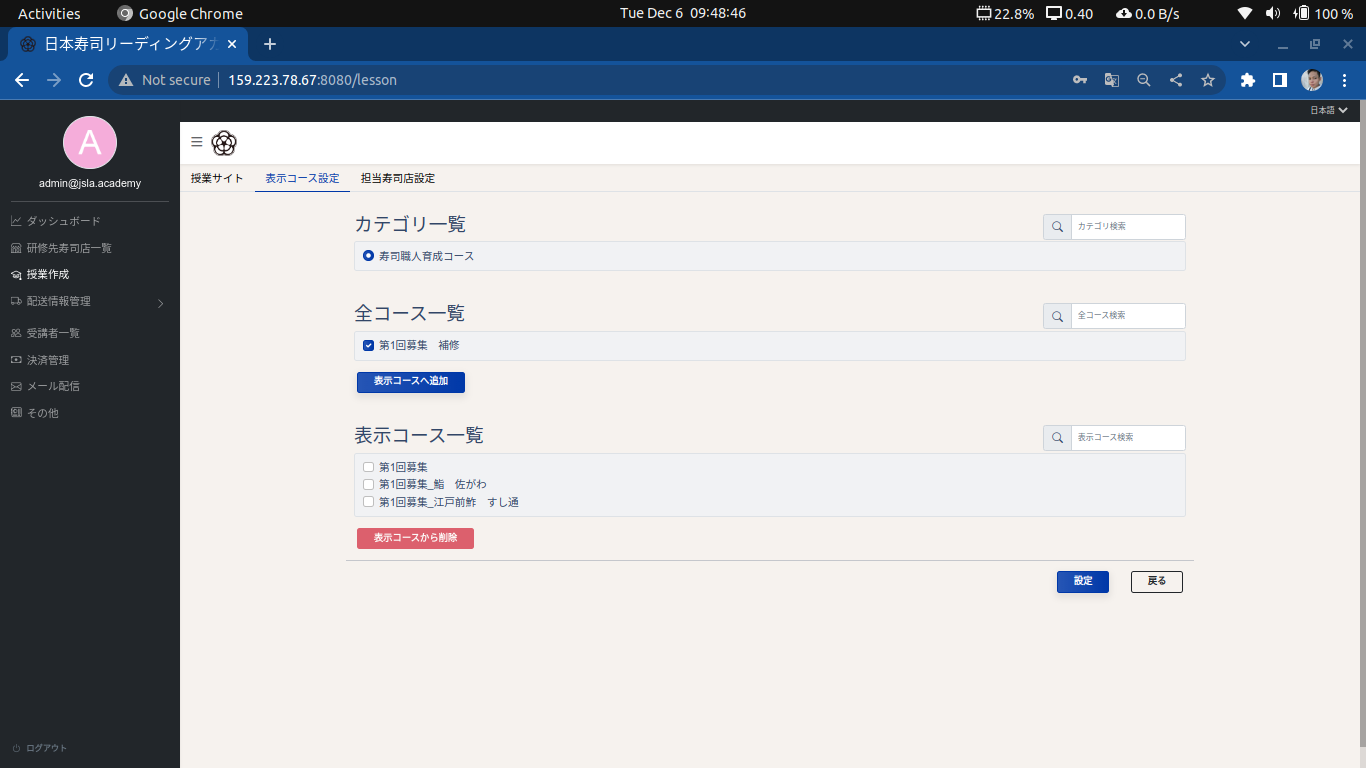 Activities
Google Chrome
Tue Dec 6 09:48:46
22.8%
0.40
0.0 B/s
100 %
日本寿司リーディングアカ
Not secure
159.223.78.67:8080/lesson
日本語
A
admin@jsla.academy
ダッシュボード
研修先寿司店一覧
授業作成
配送情報管理
受講者一覧
決済管理
メール配信
その他
ログアウト
授業サイト
表示コース設定
担当寿司店設定
カテゴリ一覧
カテゴリ検索
寿司職人育成コース
全コース一覧
全コース検索
第1回募集　補修
表示コースへ追加
表示コース一覧
表示コース検索
第1回募集
第1回募集_鮨　佐がわ
第1回募集_江戸前鮓　すし通
表示コースから削除
設定
戻る